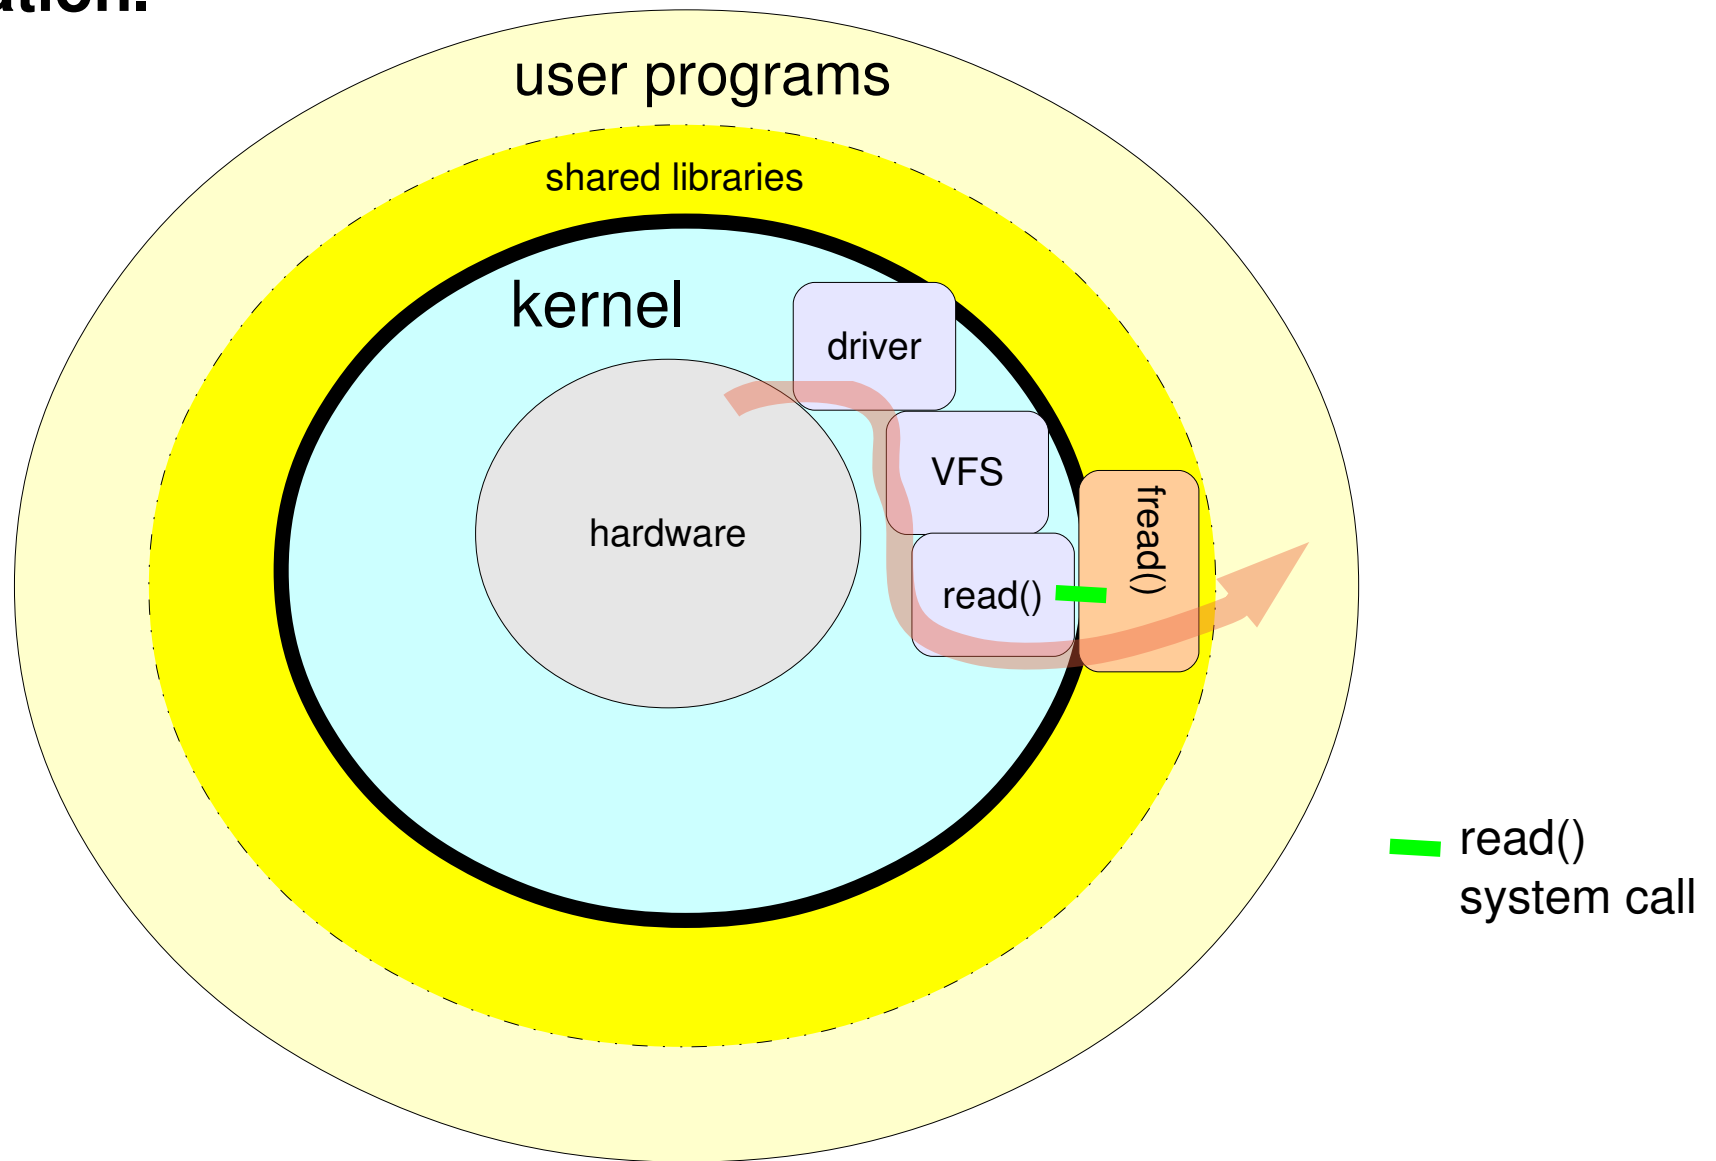 user programs
shared libraries
kernel
driver
VFS
hardware
read()
fread()
read()
system call